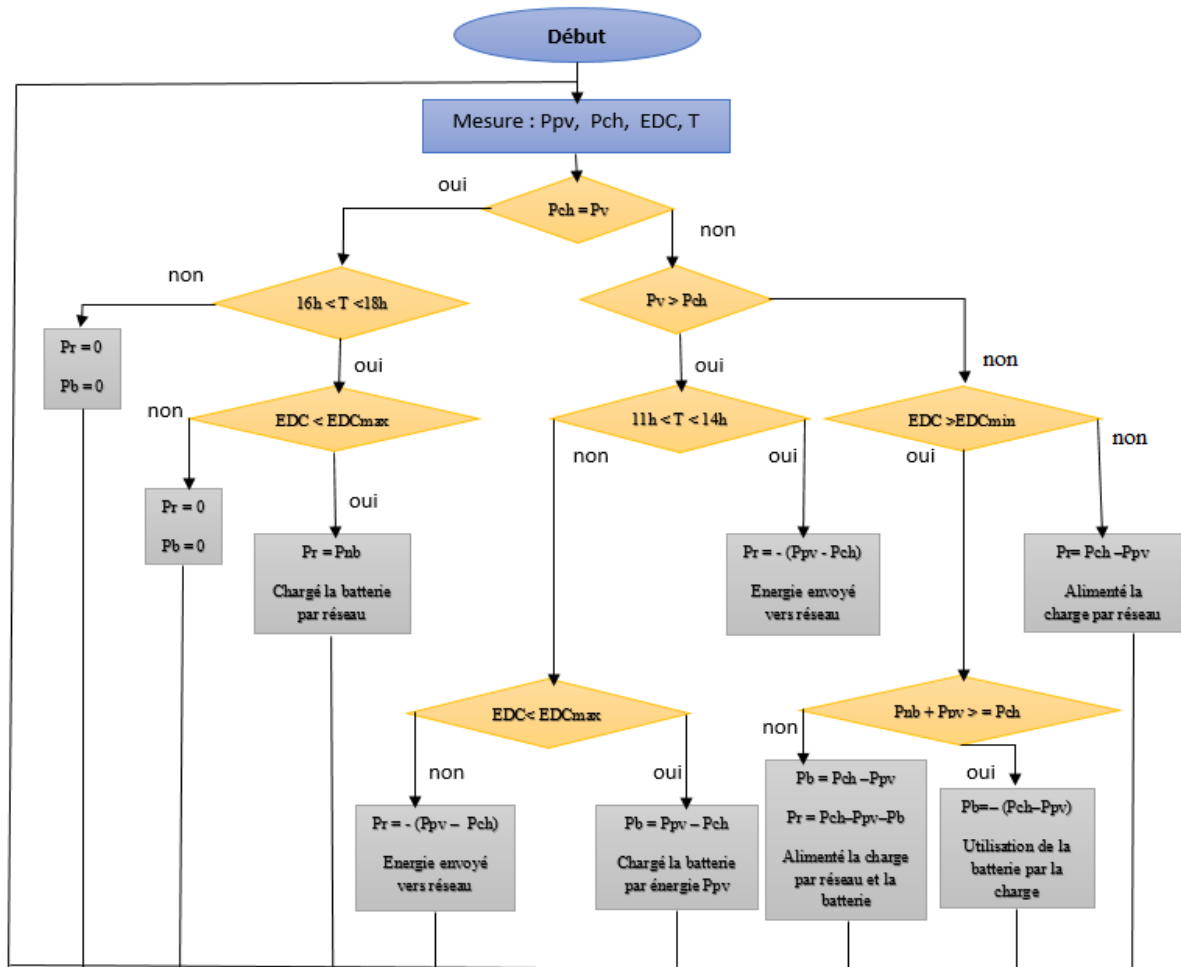 Début
Mesure : Ppv, Pch, EDC, T
oui
Pch = Pv
non
non
16h < T <18h
Pv > Pch
Pr = 0
Pb = 0
oui
oui
non
non
EDC < EDCmax
11h < T < 14h
EDC >EDCmin
non
non
oui
oui
Pr = 0
Pb = 0
oui
Pr = Pnb
Chargé la batterie
par réseau
Pr = - (Ppv - Pch)
Energie envoyé
vers réseau
Pr= Pch –Ppv
Alimenté la
charge par réseau
EDC< EDCmax
Pnb + Ppv > = Pch
non
non
oui
oui
Pr = - (Ppv – Pch)
Energie envoyé
vers réseau
Pb = Ppv – Pch
Chargé la batterie
par énergie Ppv
Pb = Pch –Ppv
Pr = Pch–Ppv–Pb
Alimenté la charge
par réseau et la
batterie
Pb=– (Pch–Ppv)
Utilisation de la
batterie par la
charge